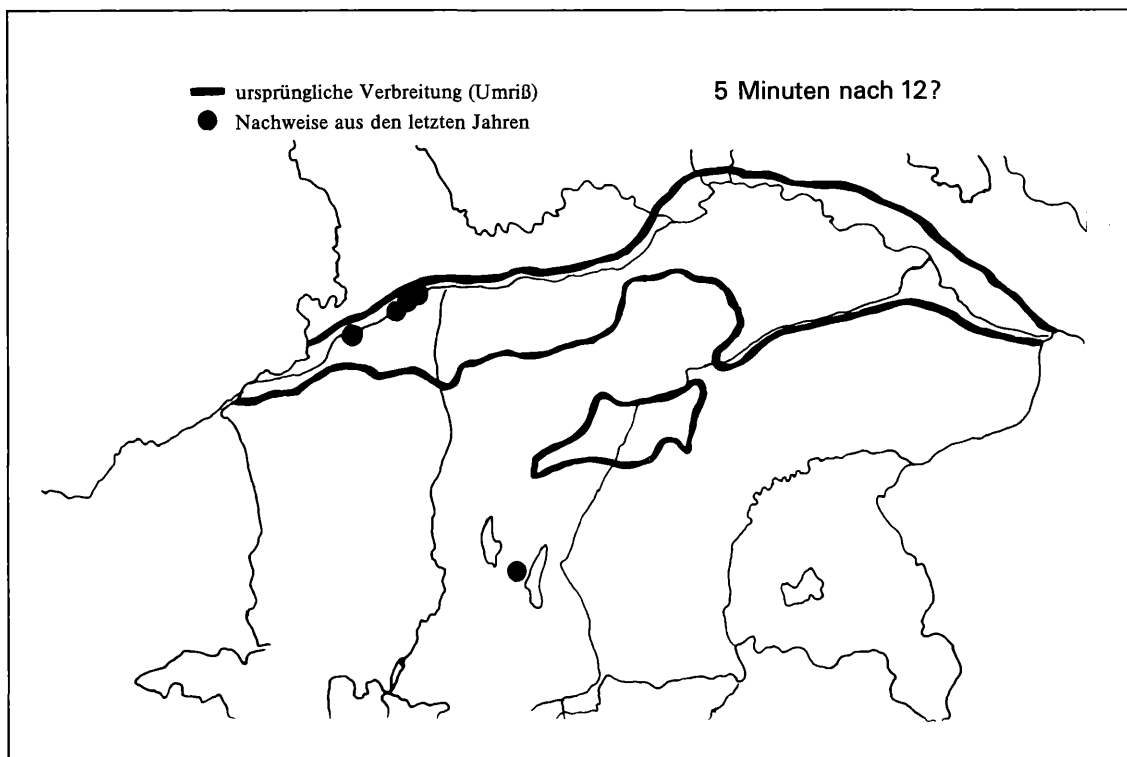 ursprüngliche Verbreitung (Umriß)
Nachweise aus den letzten Jahren
5 Minuten nach 12?